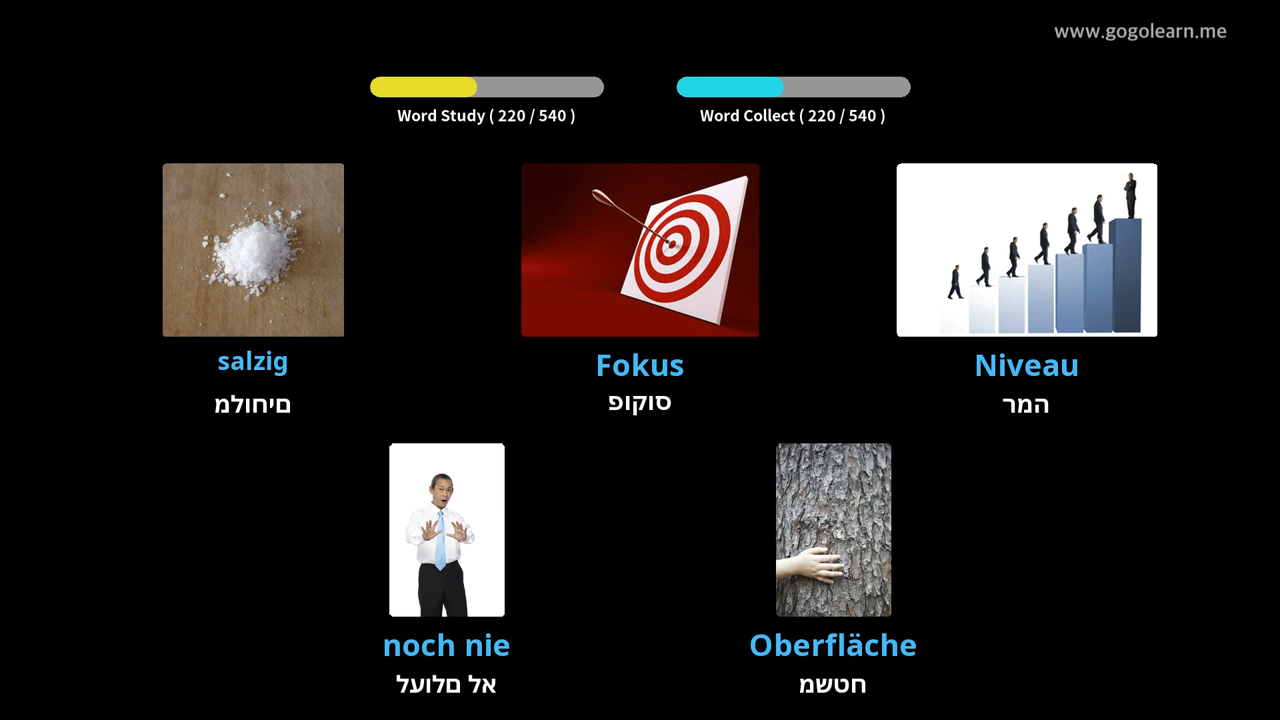 www.gogolearn.me
Word Study ( 220 / 540 )
Word Collect ( 220 / 540 )
salzig
םיחולמ
Fokus
סוקופ
Niveau
המר
noch nie
אל םלועל
Oberfläche
חטשמ